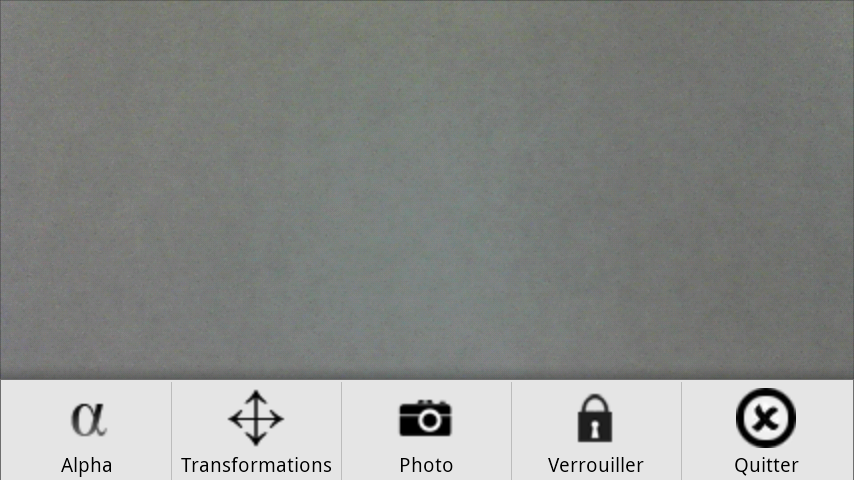 α
Alpha
Transformations
Photo
Verrouiller
Quitter